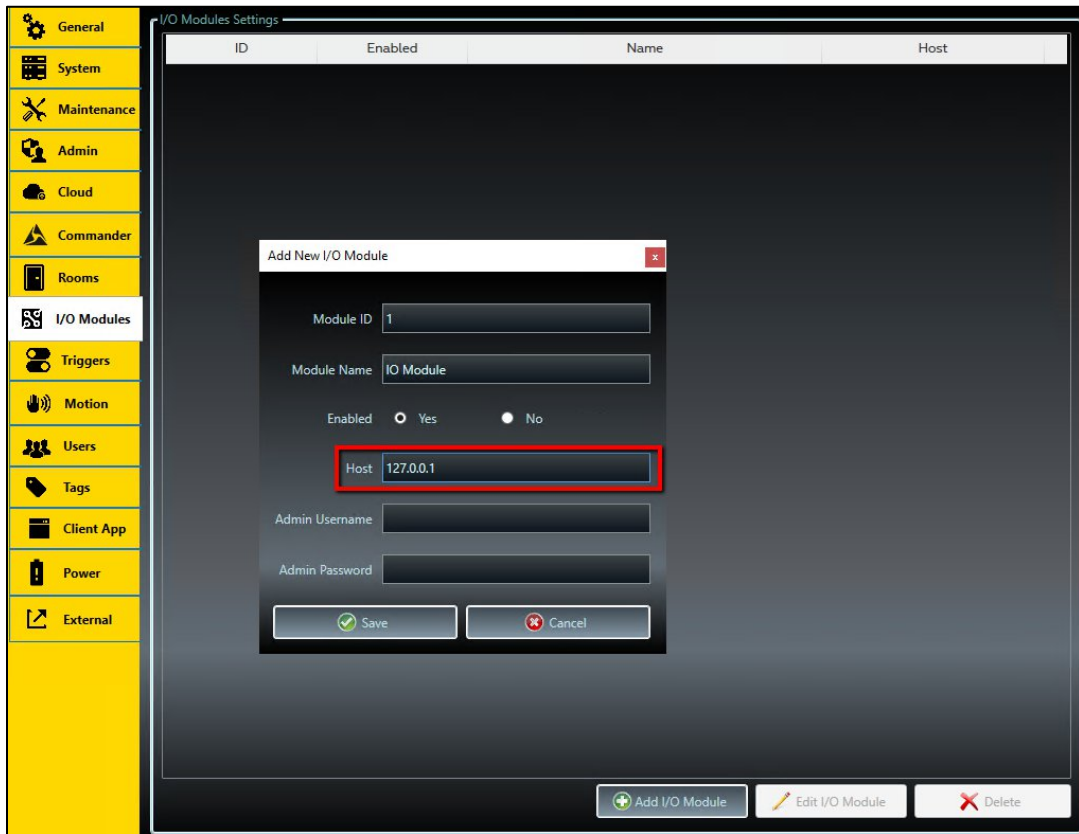 General
System
Maintenance
Admin
Cloud
Commander
Rooms
I/O Modules
Triggers
Motion
Users
Tags
Client App
Power
External
I/O Modules Settings
ID Enabled Name Host
Add New I/O Module
x
Module ID 1
Module Name IO Module
Enabled Yes No
Host 127.0.0.1
Admin Username
Admin Password
Save Cancel
Add I/O Module Edit I/O Module Delete